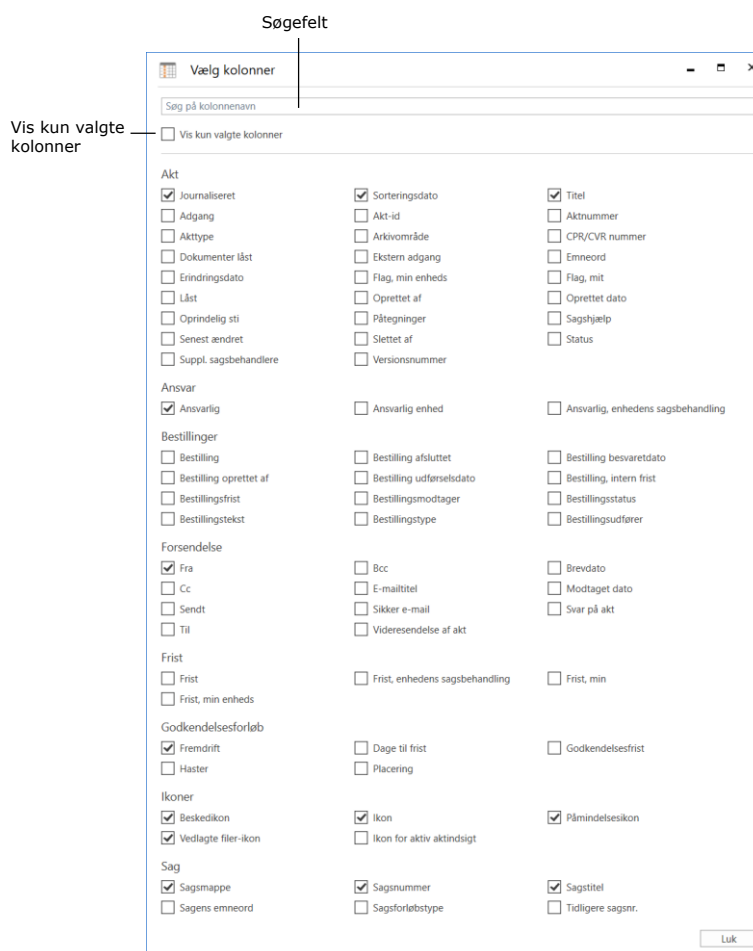 Søgefelt
Vælg kolonner
Søg på kolonnenavn
Vis kun valgte
kolonner
Vis kun valgte kolonner
Akt
Journaliseret Sorteringsdato Titel
Adgang Akt-id Aktnummer
Akttype Arkivområde CPR/CVR nummer
Dokumenter låst Ekstern adgang Emneord
Erindringsdato Flag, min enheds Flag, mit
Låst Oprettet af Oprettet dato
Oprindelig sti Påtegninger Sagshjælp
Senest ændret Slettet af Status
Suppl. sagsbehandlere Versionsnummer
Ansvar
Ansvarlig Ansvarlig enhed Ansvarlig, enhedens sagsbehandling
Bestillinger
Bestilling Bestilling afsluttet Bestilling besvaretdato
Bestilling oprettet af Bestilling udførselsdato Bestilling, intern frist
Bestillingsfrist Bestillingsmodtager Bestillingsstatus
Bestillingstekst Bestillingstype Bestillingsudfører
Forsendelse
Fra Bcc Brevdato
Cc E-mailtitel Modtaget dato
Sendt Sikker e-mail Svar på akt
Til Videresendelse af akt
Frist
Frist Frist, enhedens sagsbehandling Frist, min
Frist, min enheds
Godkendelsesforløb
Fremdrift Dage til frist Godkendelsesfrist
Haster Placering
Ikoner
Beskedikon Ikon Påmindelsesikon
Vedlagte filer-ikon Ikon for aktiv aktindsigt
Sag
Sagsmappe Sagsnummer Sagstitel
Sagens emneord Sagsforløbstype Tidligere sagsnr.
Luk